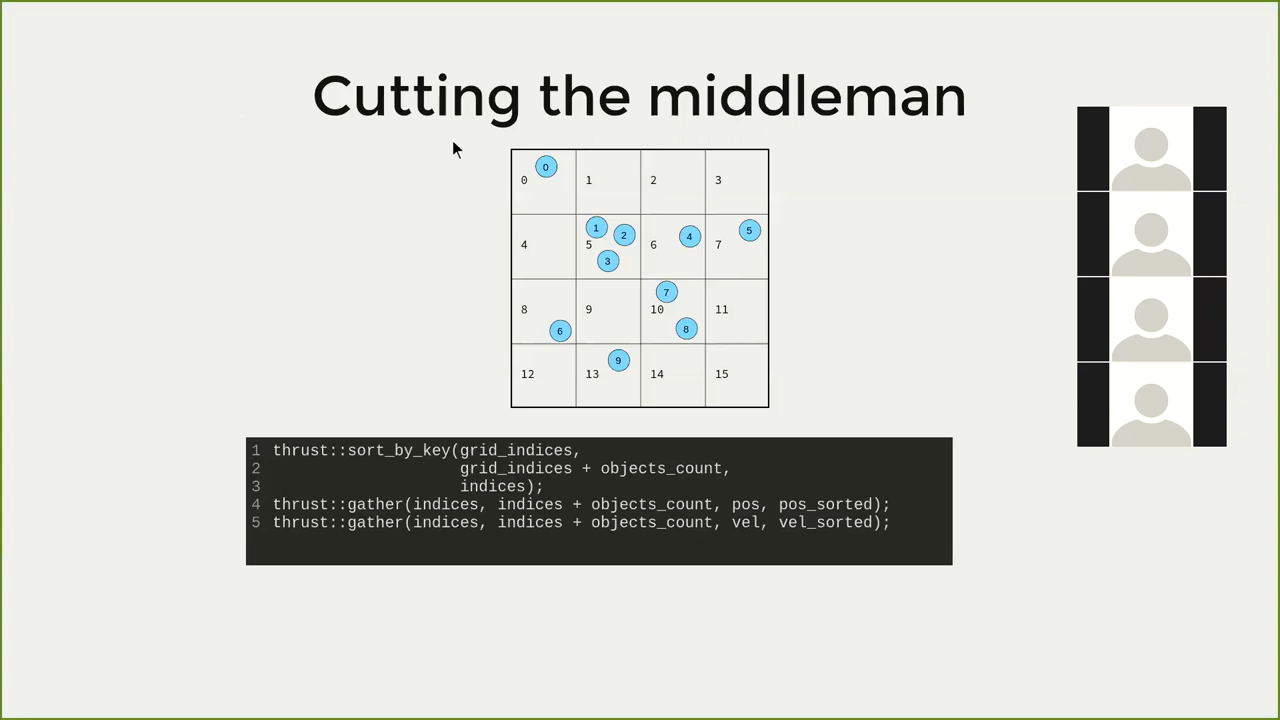 Cutting the middleman
0 0 1 2 3
4 1 5 2 3 6 4 7 5
8 6 9 7 10 8 11
12 13 9 14 15
1 thrust::sort_by_key(grid_indices,
2 grid_indices + objects_count,
3 indices);
4 thrust::gather(indices, indices + objects_count, pos, pos_sorted);
5 thrust::gather(indices, indices + objects_count, vel, vel_sorted);